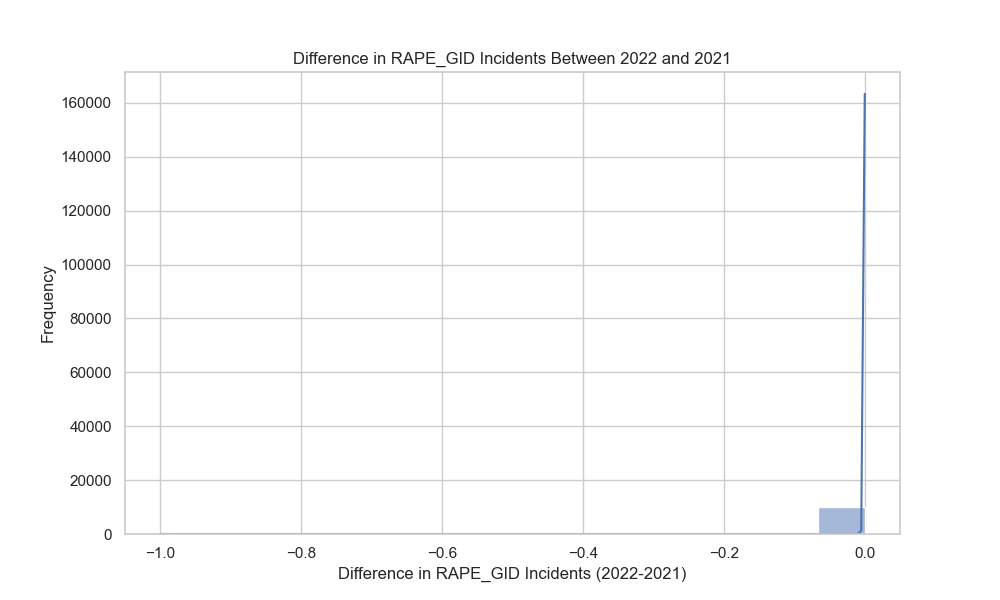 Difference in RAPE_GID Incidents Between 2022 and 2021
160000
140000
120000
100000
80000
60000
40000
20000
0
Frequency
−1.0 −0.8 −0.6 −0.4 −0.2 0.0
Difference in RAPE_GID Incidents (2022-2021)